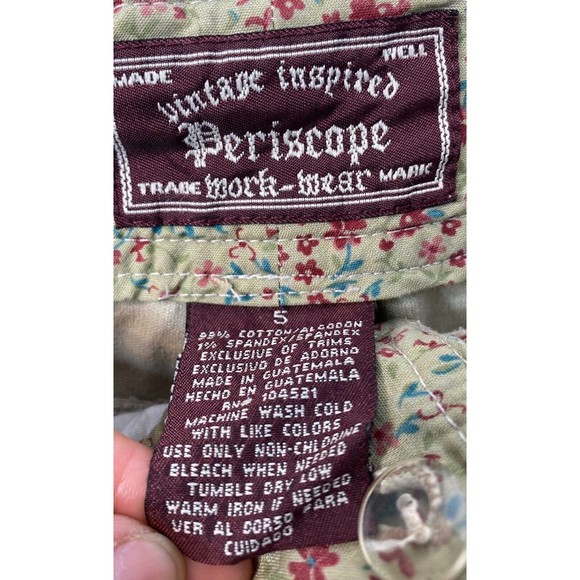 MADE WELL
vintage inspired
Periscope
work-wear
TRADE MARK
5
99% COTTON/ALGODON
1% SPANDEX/SPANDEX
EXCLUSIVE OF TRIMS
EXCLUSIVO DE ADORNO
MADE IN GUATEMALA
HECHO EN GUATEMALA
RN# 104521
MACHINE WASH COLD
WITH LIKE COLORS
USE ONLY NON-CHLORINE
BLEACH WHEN NEEDED
TUMBLE DRY LOW
WARM IRON IF NEEDED
VER AL DORSO PARA
CUIDADO